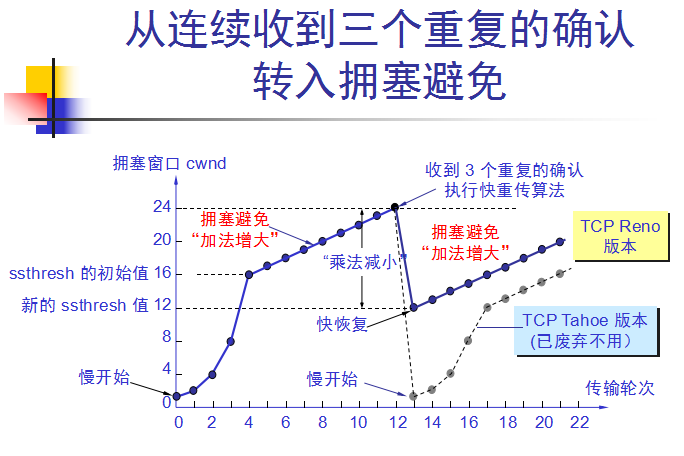 从连续收到三个重复的确认
转入拥塞避免
拥塞窗口 cwnd
收到 3 个重复的确认
执行快重传算法
24
拥塞避免
“加法增大”
拥塞避免
“加法增大”
TCP Reno
版本
20
“乘法减小”
ssthresh 的初始值 16
新的 ssthresh 值 12
快恢复
TCP Tahoe 版本
(已废弃不用）
8
慢开始
慢开始
4
传输轮次
0
0 2 4 6 8 10 12 14 16 18 20 22